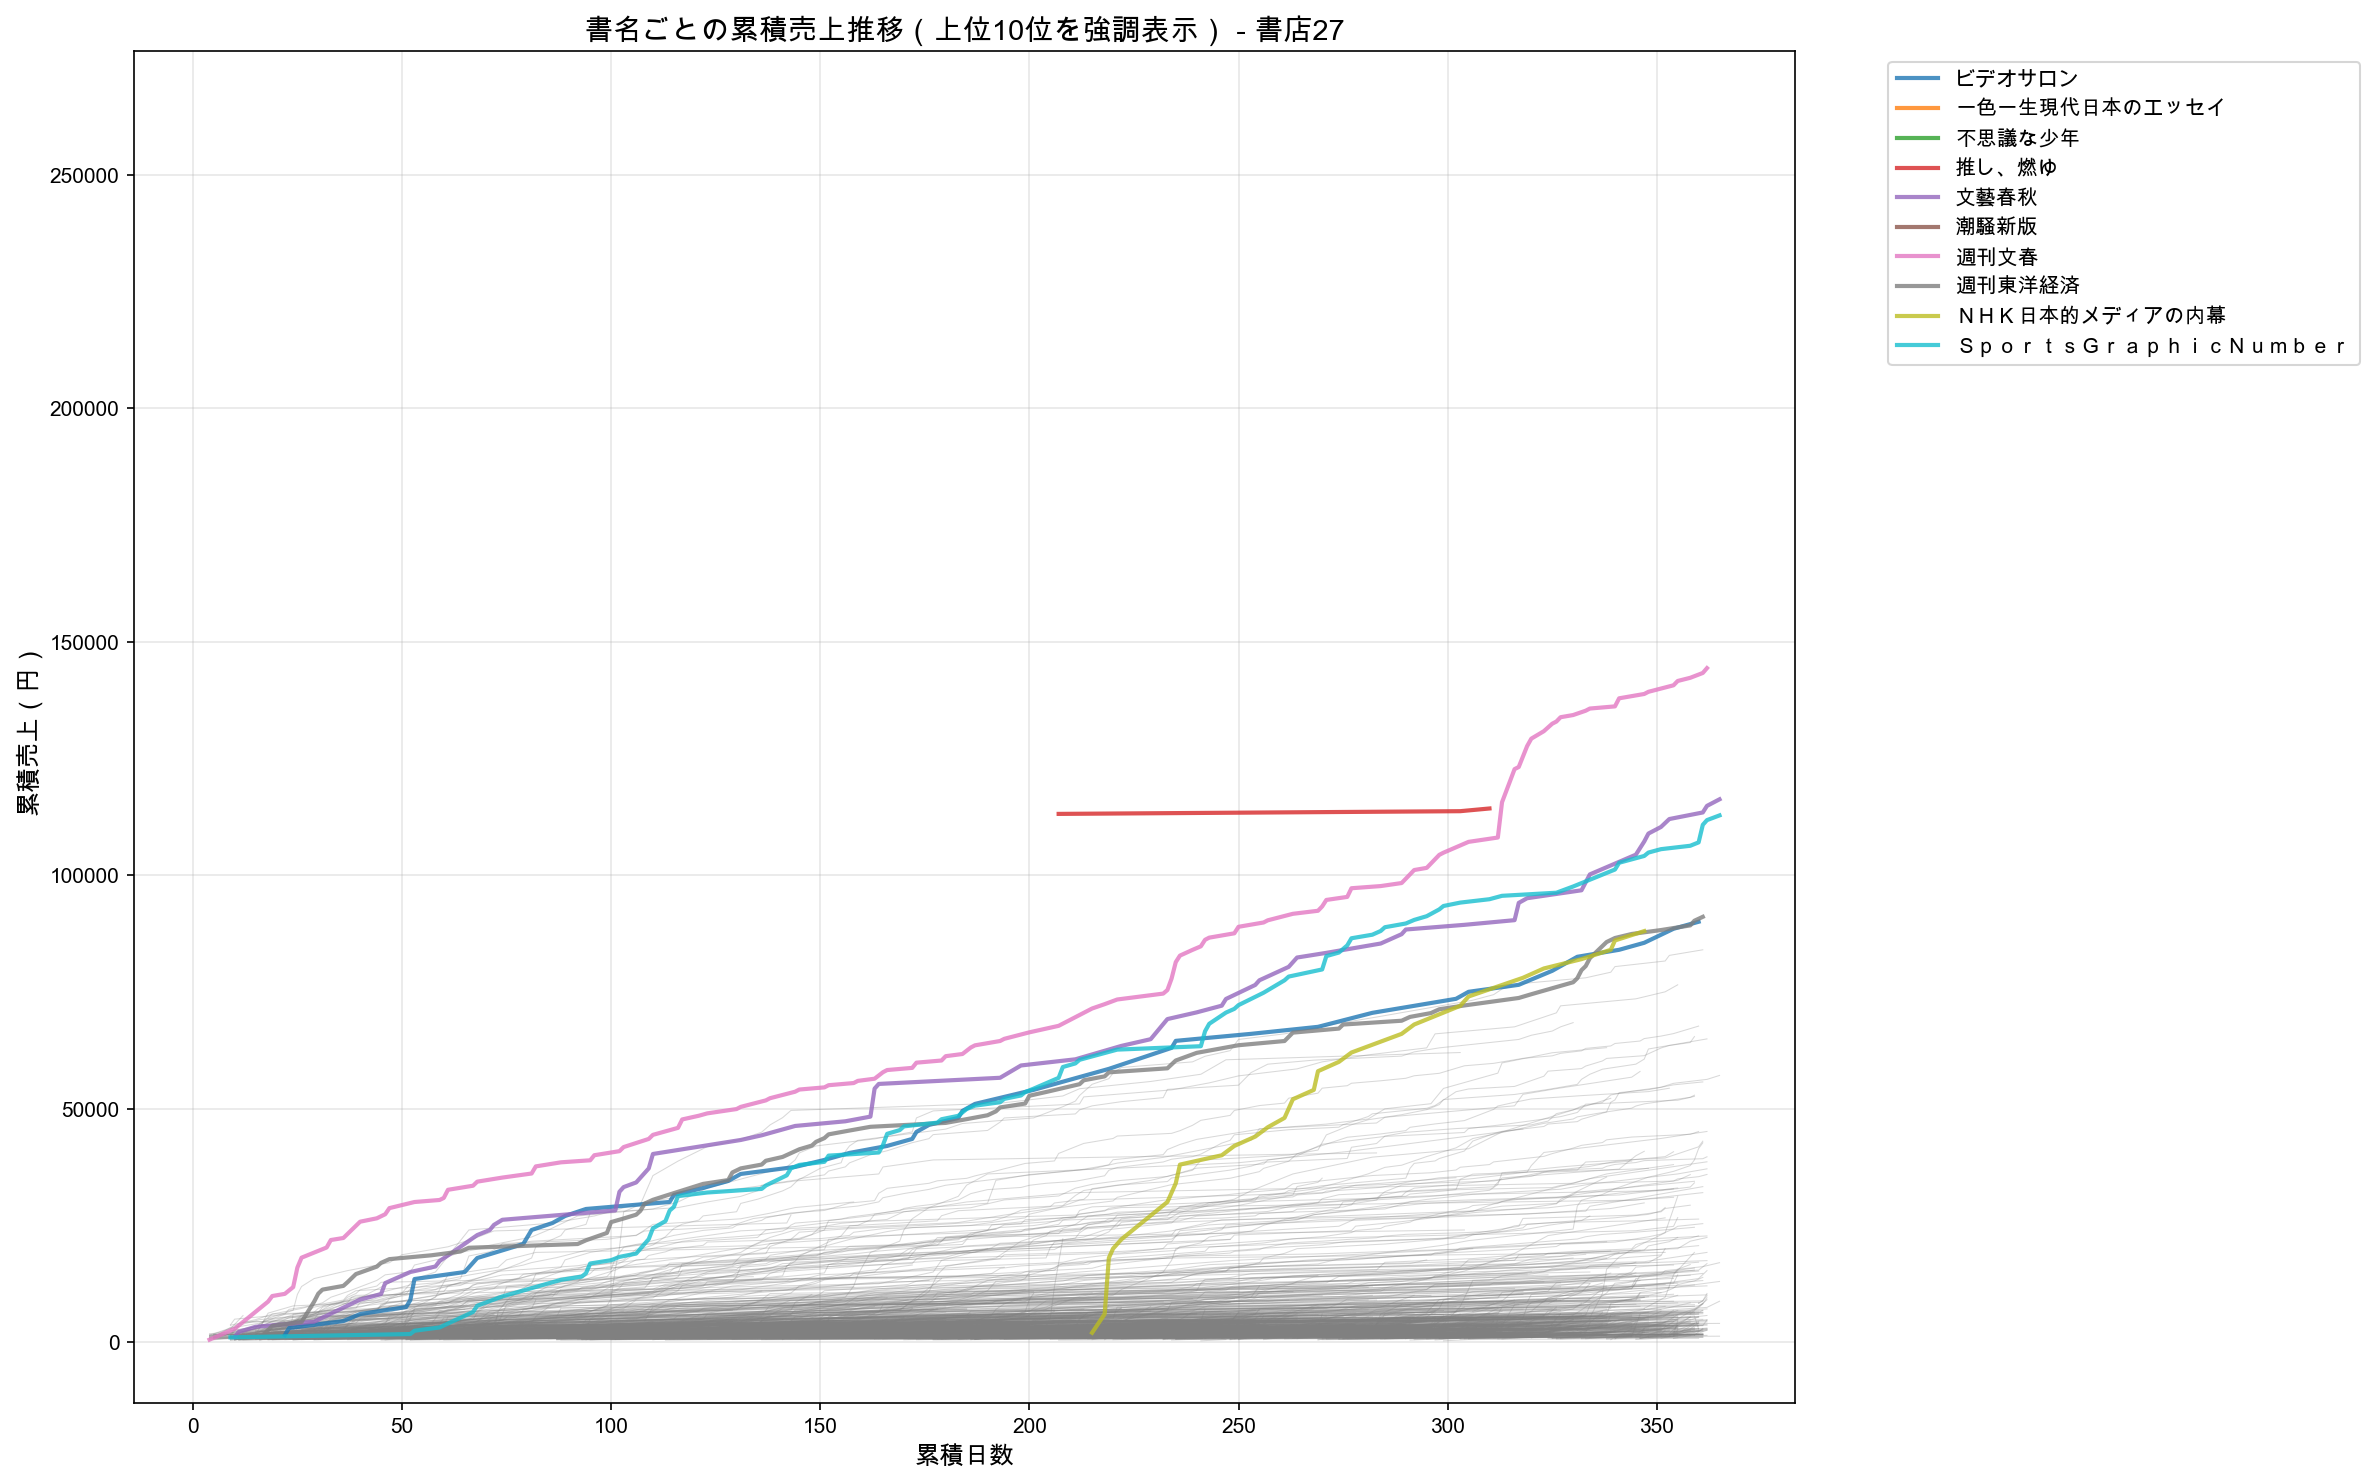 書名ごとの累積売上推移（上位10位を強調表示） - 書店27
ビデオサロン
一色一生現代日本のエッセイ
不思議な少年
推し、燃ゆ
文藝春秋
潮騒新版
週刊文春
週刊東洋経済
ＮＨＫ日本的メディアの内幕
ＳｐｏｒｔｓＧｒａｐｈｉｃＮｕｍｂｅｒ
250000
200000
150000
100000
50000
0
累積売上（円）
0 50 100 150 200 250 300 350
累積日数